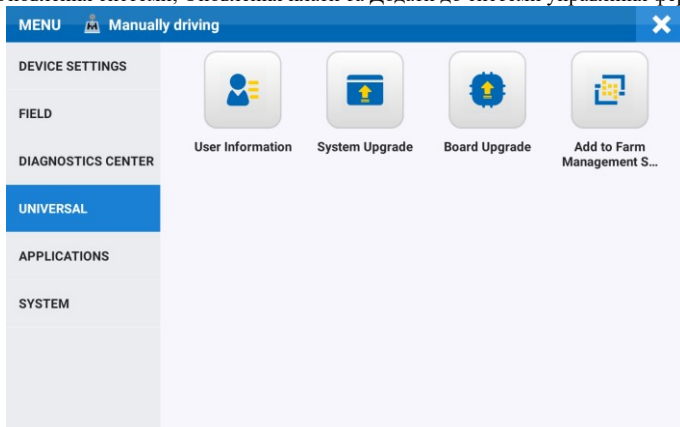 MENU Manually driving
DEVICE SETTINGS
FIELD
DIAGNOSTICS CENTER
UNIVERSAL
APPLICATIONS
SYSTEM
User Information
System Upgrade
Board Upgrade
Add to Farm
Management S...